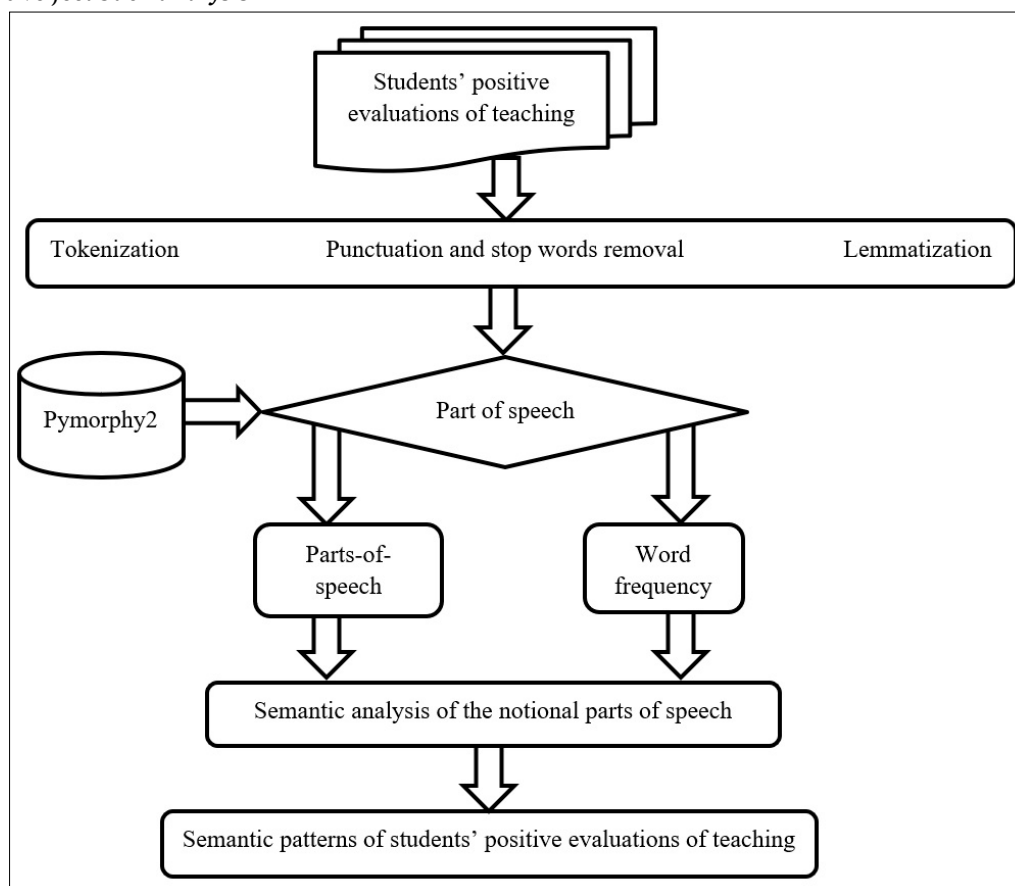 Students’ positive
evaluations of teaching
Tokenization Punctuation and stop words removal Lemmatization
Pymorphy2
Part of speech
Parts-of-
speech
Word
frequency
Semantic analysis of the notional parts of speech
Semantic patterns of students’ positive evaluations of teaching